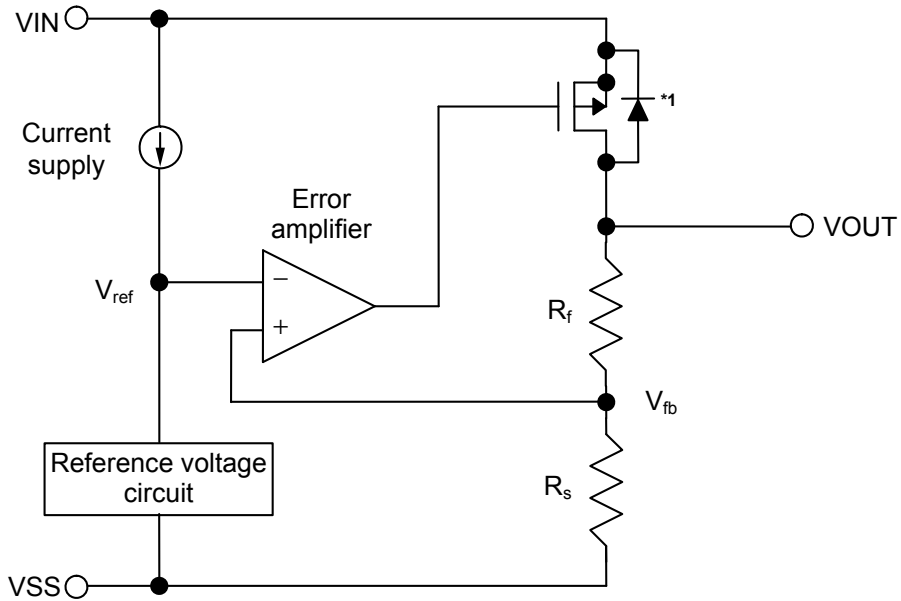 VIN
*1
Current
supply
Error
amplifier
VOUT
Vref
−
+
Rf
Vfb
Reference voltage
circuit
Rs
VSS